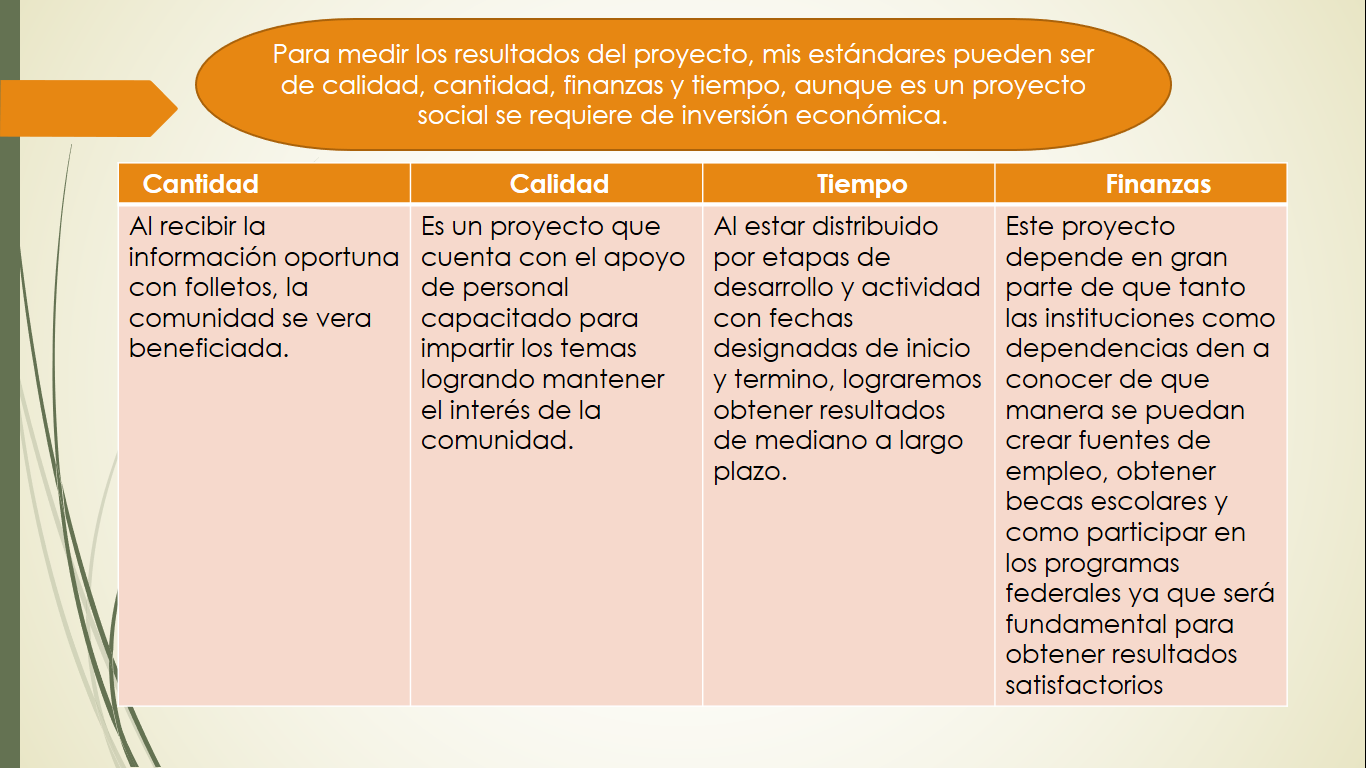 Para medir los resultados del proyecto, mis estándares pueden ser
de calidad, cantidad, finanzas y tiempo, aunque es un proyecto
social se requiere de inversión económica.
Cantidad
Al recibir la
información oportuna
con folletos, la
comunidad se vera
beneficiada.
Calidad
Es un proyecto que
cuenta con el apoyo
de personal
capacitado para
impartir los temas
logrando mantener
el interés de la
comunidad.
Tiempo
Al estar distribuido
por etapas de
desarrollo y actividad
con fechas
designadas de inicio
y termino, lograremos
obtener resultados
de mediano a largo
plazo.
Finanzas
Este proyecto
depende en gran
parte de que tanto
las instituciones como
dependencias den a
conocer de que
manera se puedan
crear fuentes de
empleo, obtener
becas escolares y
como participar en
los programas
federales ya que será
fundamental para
obtener resultados
satisfactorios